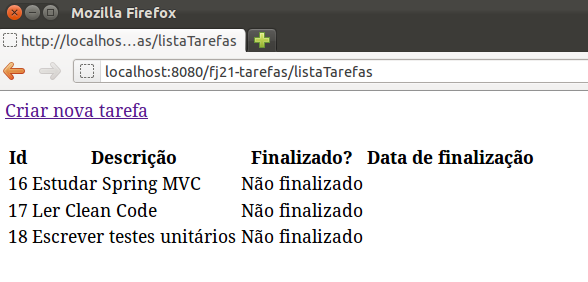 Mozilla Firefox
http://localhos...as/listaTarefas
localhost:8080/fj21-tarefas/listaTarefas
Criar nova tarefa
Id Descrição Finalizado? Data de finalização
16 Estudar Spring MVC Não finalizado
17 Ler Clean Code Não finalizado
18 Escrever testes unitários Não finalizado